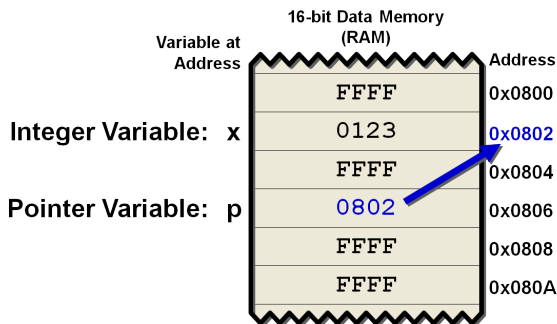 16-bit Data Memory
(RAM)
Variable at
Address
Address
FFFF 0x0800
Integer Variable: x 0123 0x0802
FFFF 0x0804
Pointer Variable: p 0802 0x0806
FFFF 0x0808
FFFF 0x080A